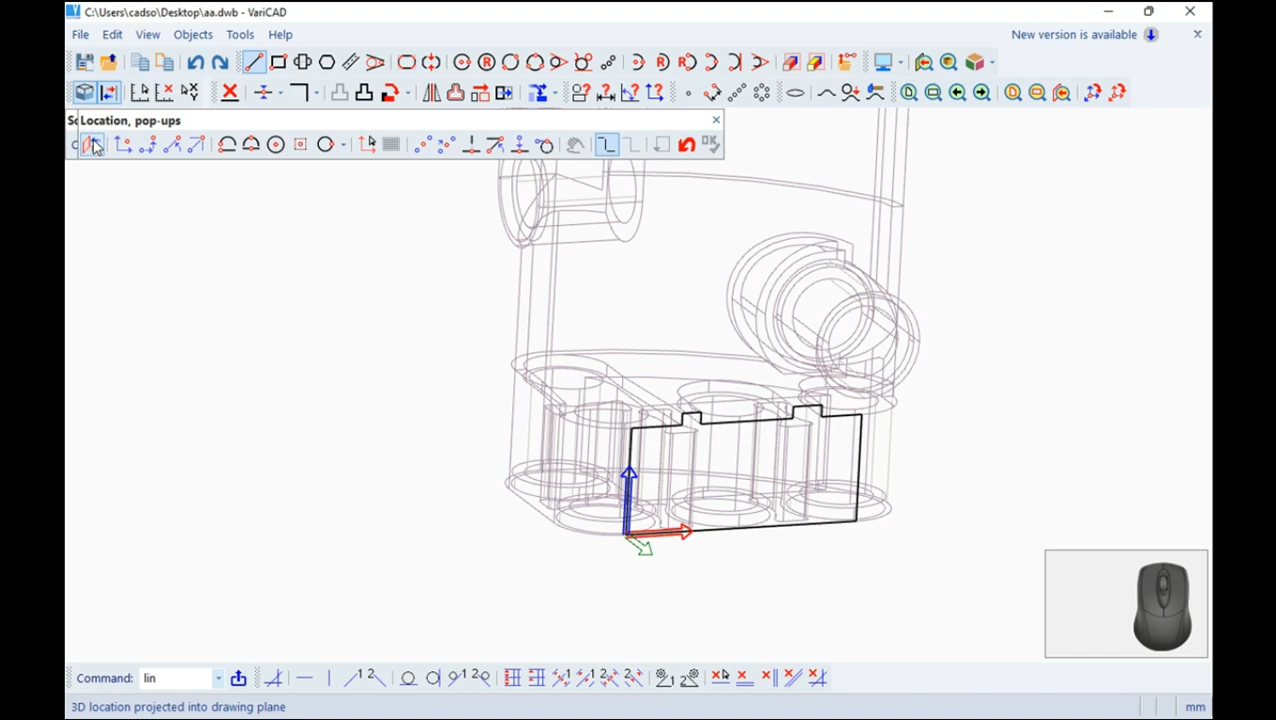 C:\Users\cadso\Desktop\aa.dwb - VariCAD
File Edit View Objects Tools Help
New version is available
Location, pop-ups
Command: lin
3D location projected into drawing plane
mm